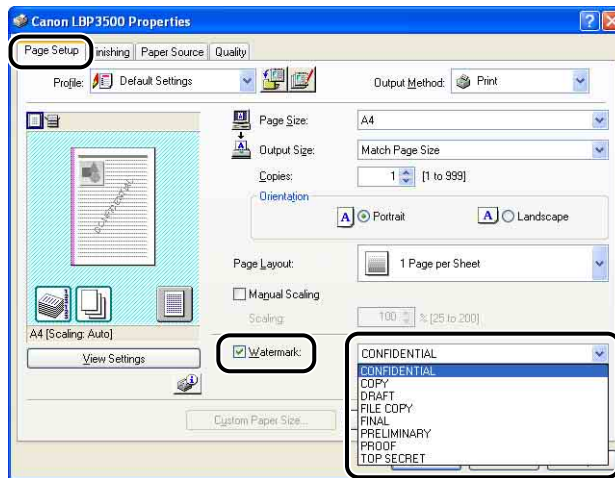 Canon LBP3500 Properties
Page Setup Finishing Paper Source Quality
Profile: Default Settings Output Method: Print
Page Size: A4
Output Size: Match Page Size
Copies: 1 [1 to 999]
Orientation
A Portrait A Landscape
CONFIDENTIAL
Page Layout: 1 Page per Sheet
Manual Scaling
Scaling: 100 % [25 to 200]
A4 [Scaling: Auto]
View Settings
Watermark: CONFIDENTIAL
CONFIDENTIAL
COPY
DRAFT
FILE COPY
FINAL
PRELIMINARY
PROOF
TOP SECRET
Custom Paper Size...